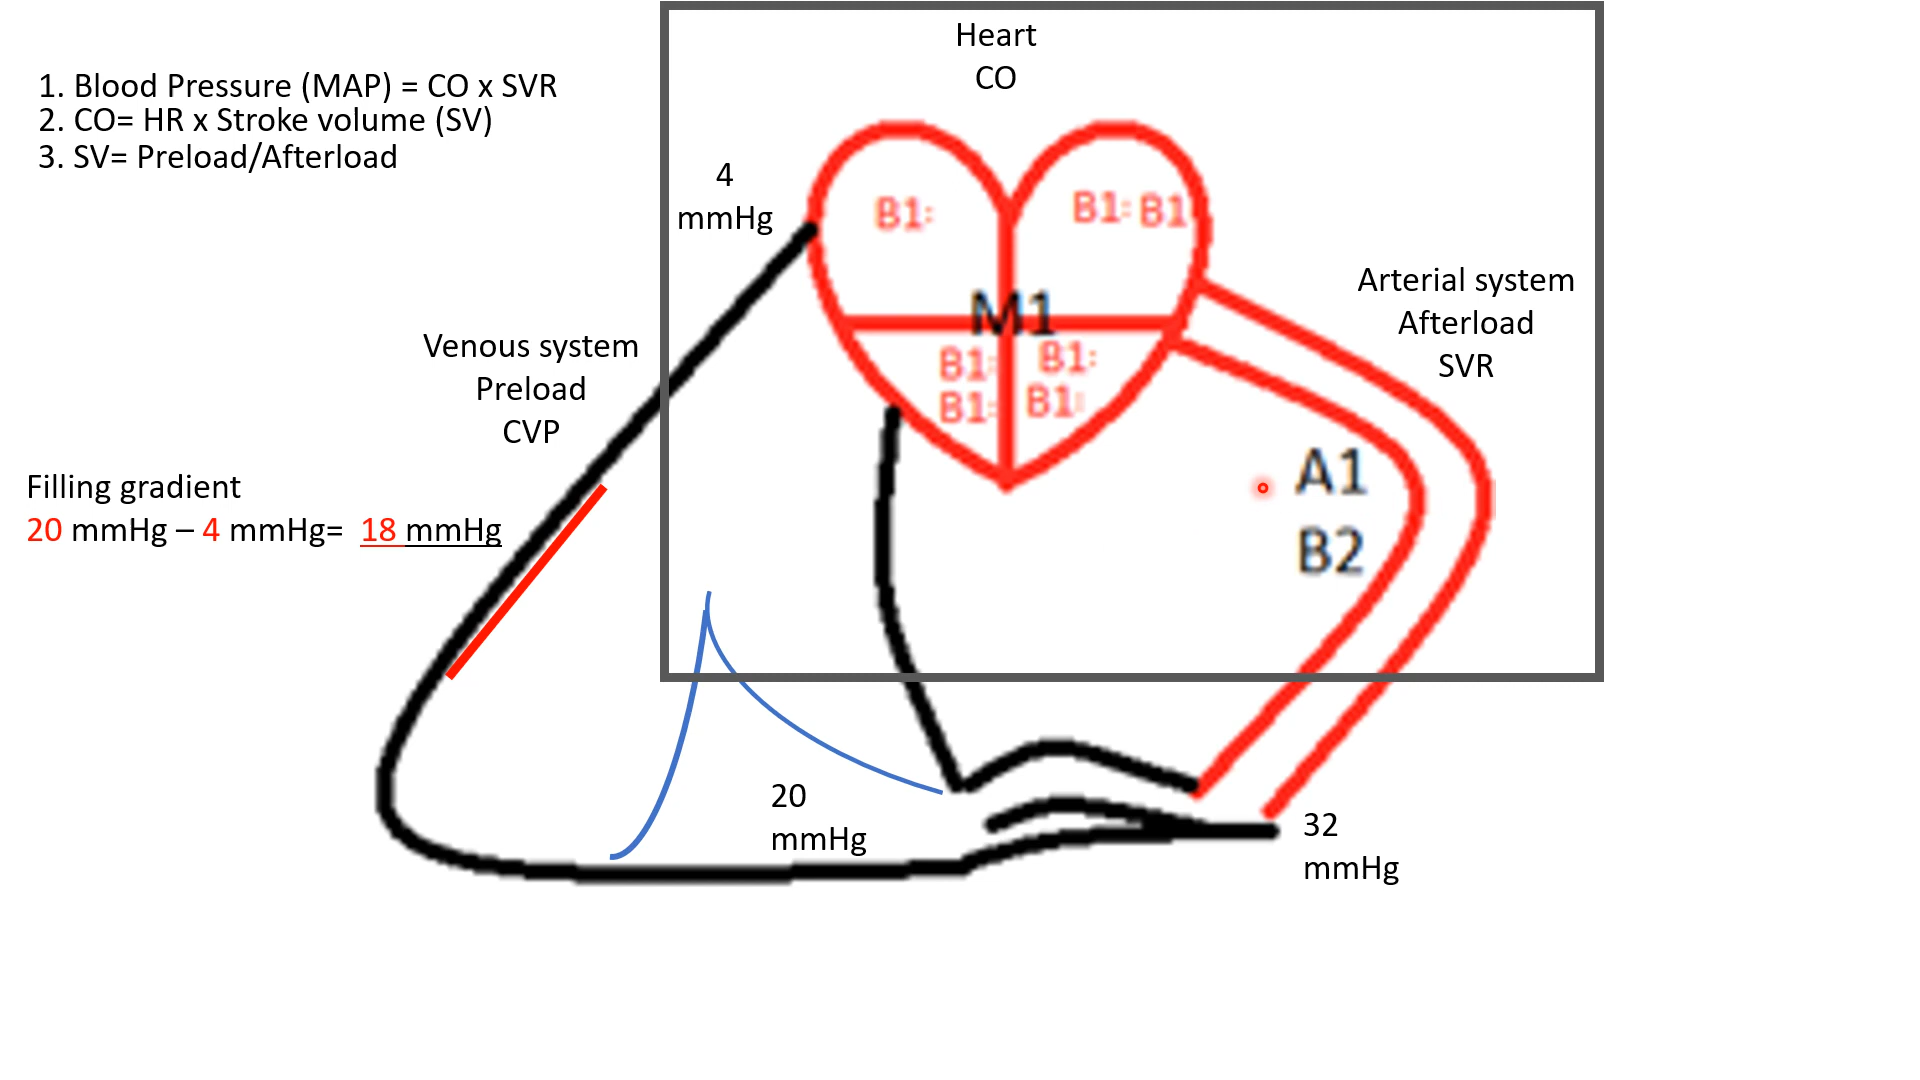 Heart
CO
1. Blood Pressure (MAP) = CO x SVR
2. CO= HR x Stroke volume (SV)
3. SV= Preload/Afterload
4
mmHg
B1:
B1: B1
Arterial system
Afterload
SVR
M1
Venous system
Preload
CVP
B1: B1:
B1: B1:
A1
B2
Filling gradient
20 mmHg – 4 mmHg= 18 mmHg
20
mmHg
32
mmHg